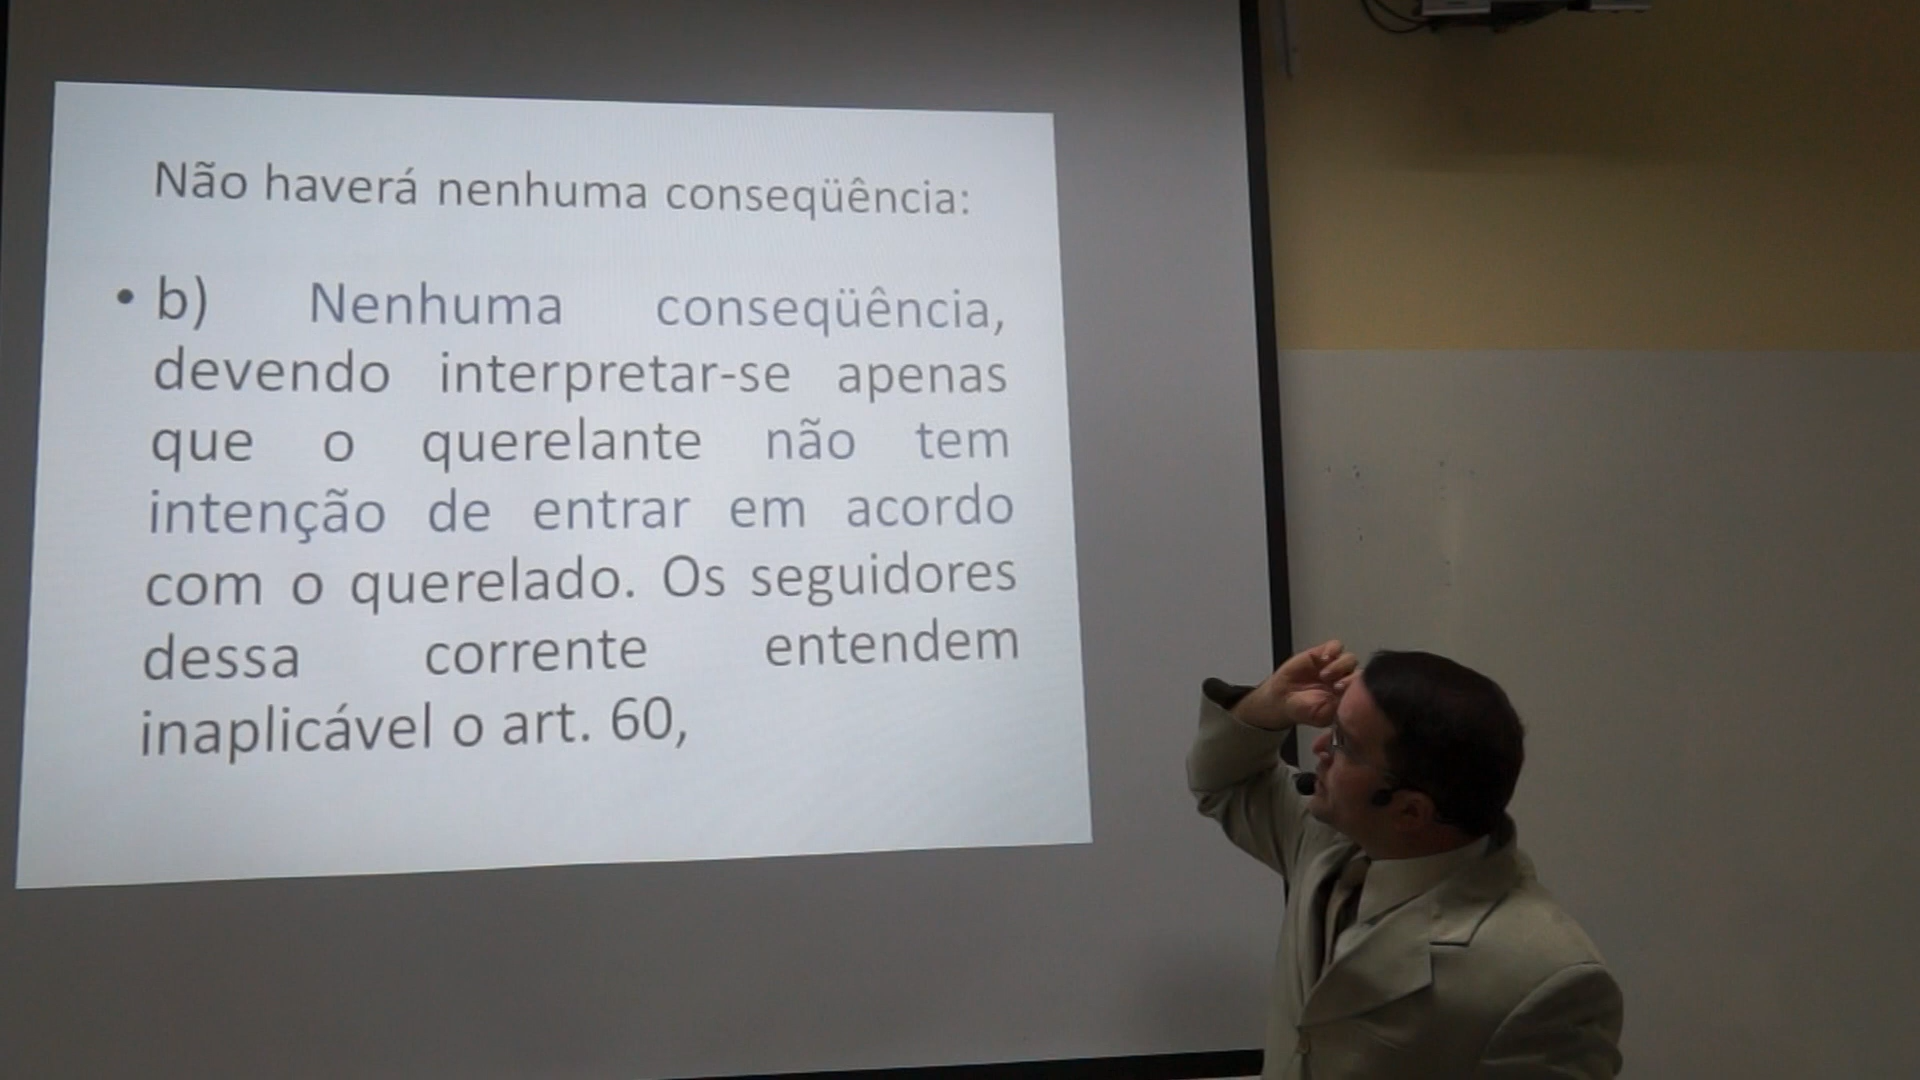 Não haverá nenhuma conseqüência:
• b) Nenhuma conseqüência,
devendo interpretar-se apenas
que o querelante não tem
intenção de entrar em acordo
com o querelado. Os seguidores
dessa corrente entendem
inaplicável o art. 60,